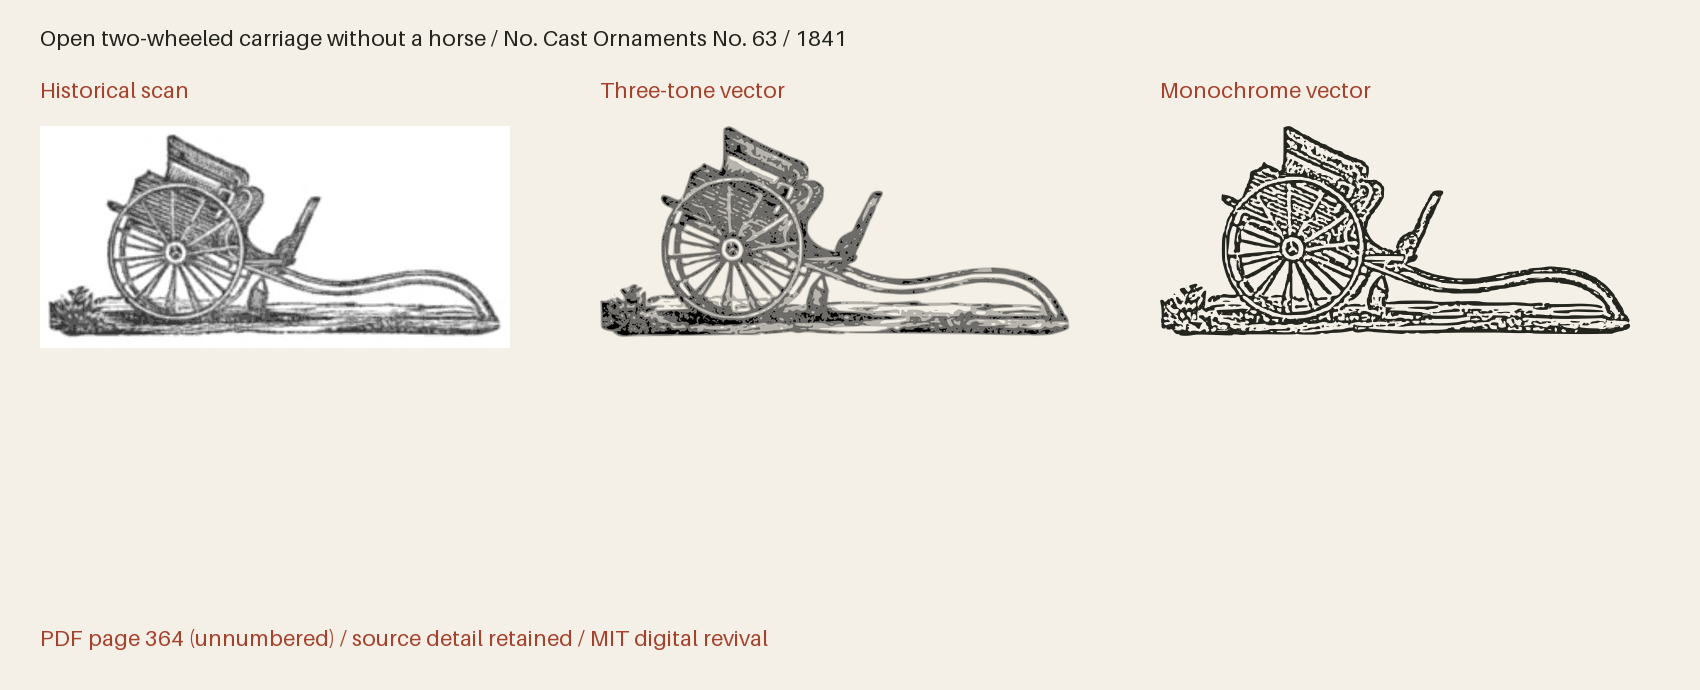 Open two-wheeled carriage without a horse / No. Cast Ornaments No. 63 / 1841
Historical scan
Three-tone vector
Monochrome vector
PDF page 364 (unnumbered) / source detail retained / MIT digital revival